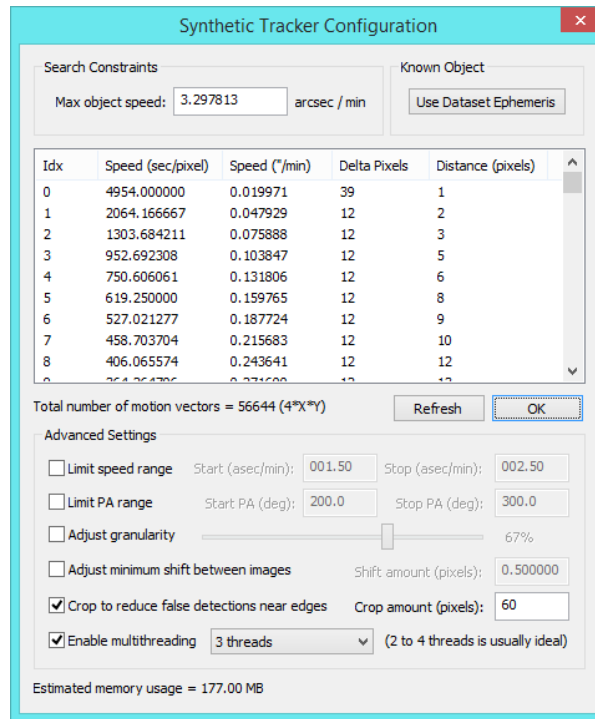 Synthetic Tracker Configuration
Search Constraints
Max object speed: 3.297813 arcsec / min
Known Object
Use Dataset Ephemeris
Idx Speed (sec/pixel) Speed ("/min) Delta Pixels Distance (pixels)
0 4954.000000 0.019971 39 1
1 2064.166667 0.047929 12 2
2 1303.684211 0.075888 12 3
3 952.692308 0.103847 12 5
4 750.606061 0.131806 12 6
5 619.250000 0.159765 12 8
6 527.021277 0.187724 12 9
7 458.703704 0.215683 12 10
8 406.065574 0.243641 12 12
Total number of motion vectors = 56644 (4*X*Y)
Refresh OK
Advanced Settings
Limit speed range Start (asec/min): 001.50 Stop (asec/min): 002.50
Limit PA range Start PA (deg): 200.0 Stop PA (deg): 300.0
Adjust granularity 67%
Adjust minimum shift between images Shift amount (pixels): 0.500000
Crop to reduce false detections near edges Crop amount (pixels): 60
Enable multithreading 3 threads (2 to 4 threads is usually ideal)
Estimated memory usage = 177.00 MB